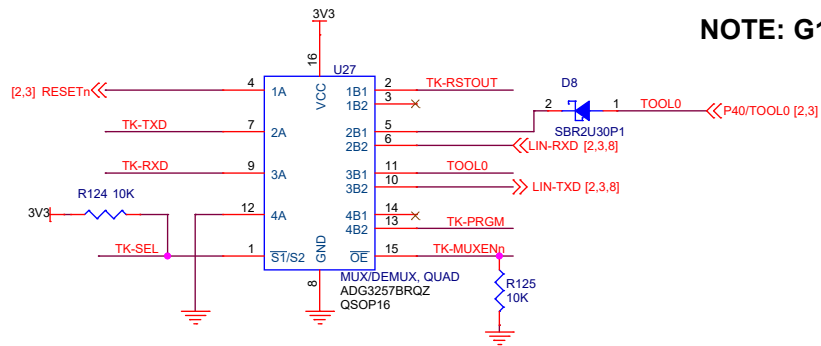 NOTE: G1
3V3
U27
16
VCC
[2,3] RESETn
4
1A
1B1
2
TK-RSTOUT
1B2
3
D8
TK-TXD
7
2A
2B1
5
2
1
TOOL0
P40/TOOL0 [2,3]
SBR2U30P1
2B2
6
LIN-RXD [2,3,8]
TK-RXD
9
3A
3B1
11
TOOL0
3B2
10
LIN-TXD [2,3,8]
R124 10K
3V3
12
4A
4B1
14
4B2
13
TK-PRGM
TK-SEL
1
S1/S2
GND
OE
15
TK-MUXENn
8
MUX/DEMUX, QUAD
ADG3257BRQZ
QSOP16
R125
10K